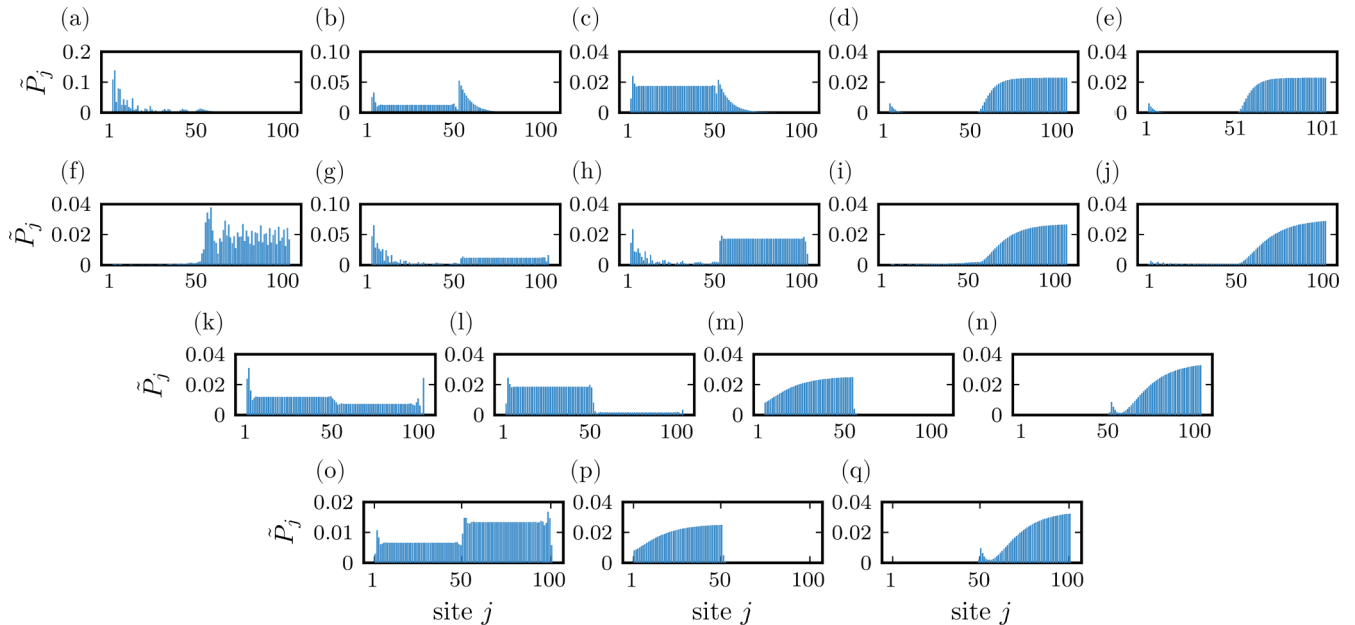 (a) (b) (c) (d) (e)
0.2 0.10 0.04 0.04 0.04
P̃_j 0.1 0.05 0.02 0.02 0.02
0 0 0 0 0
1 50 100 1 50 100 1 50 100 1 50 100 1 51 101
(f) (g) (h) (i) (j)
0.04 0.10 0.04 0.04 0.04
P̃_j 0.02 0.05 0.02 0.02 0.02
0 0 0 0 0
1 50 100 1 50 100 1 50 100 1 50 100 1 50 100
(k) (l) (m) (n)
0.04 0.04 0.04 0.04
P̃_j 0.02 0.02 0.02 0.02
0 0 0 0
1 50 100 1 50 100 1 50 100 1 50 100
(o) (p) (q)
0.02 0.04 0.04
P̃_j 0.01 0.02 0.02
0 0 0
1 50 100 1 50 100 1 50 100
site j site j site j